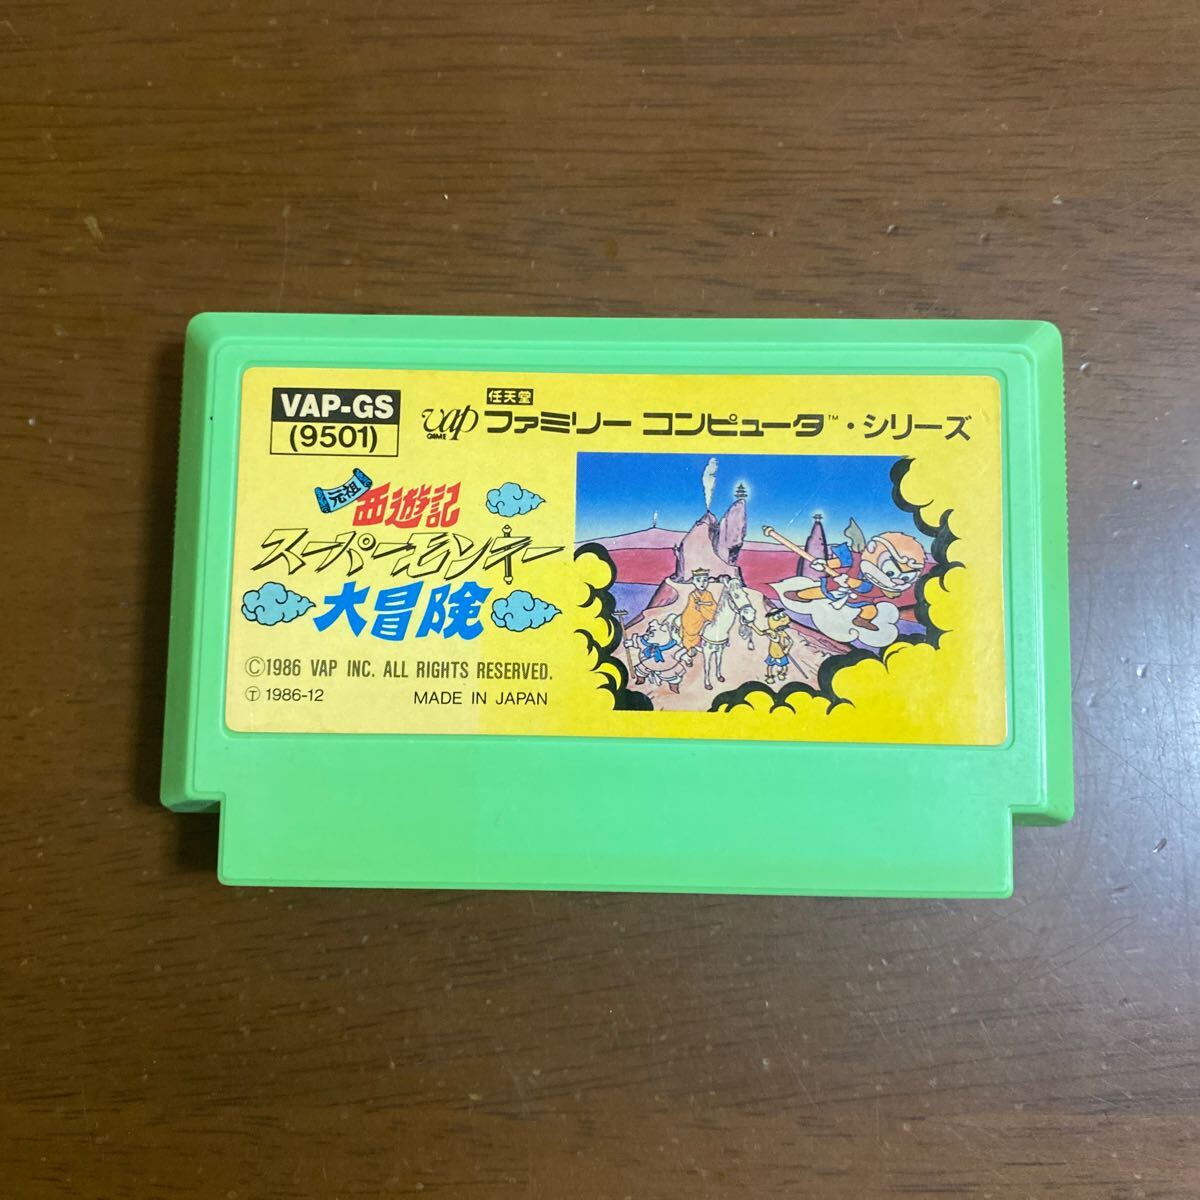 VAP-GS
(9501)
vap
GAME
任天堂
ファミリー コンピュータ™・シリーズ
元祖
西遊記
スーパーモンキー
大冒険
Ⓒ1986 VAP INC. ALL RIGHTS RESERVED.
Ⓣ 1986-12
MADE IN JAPAN